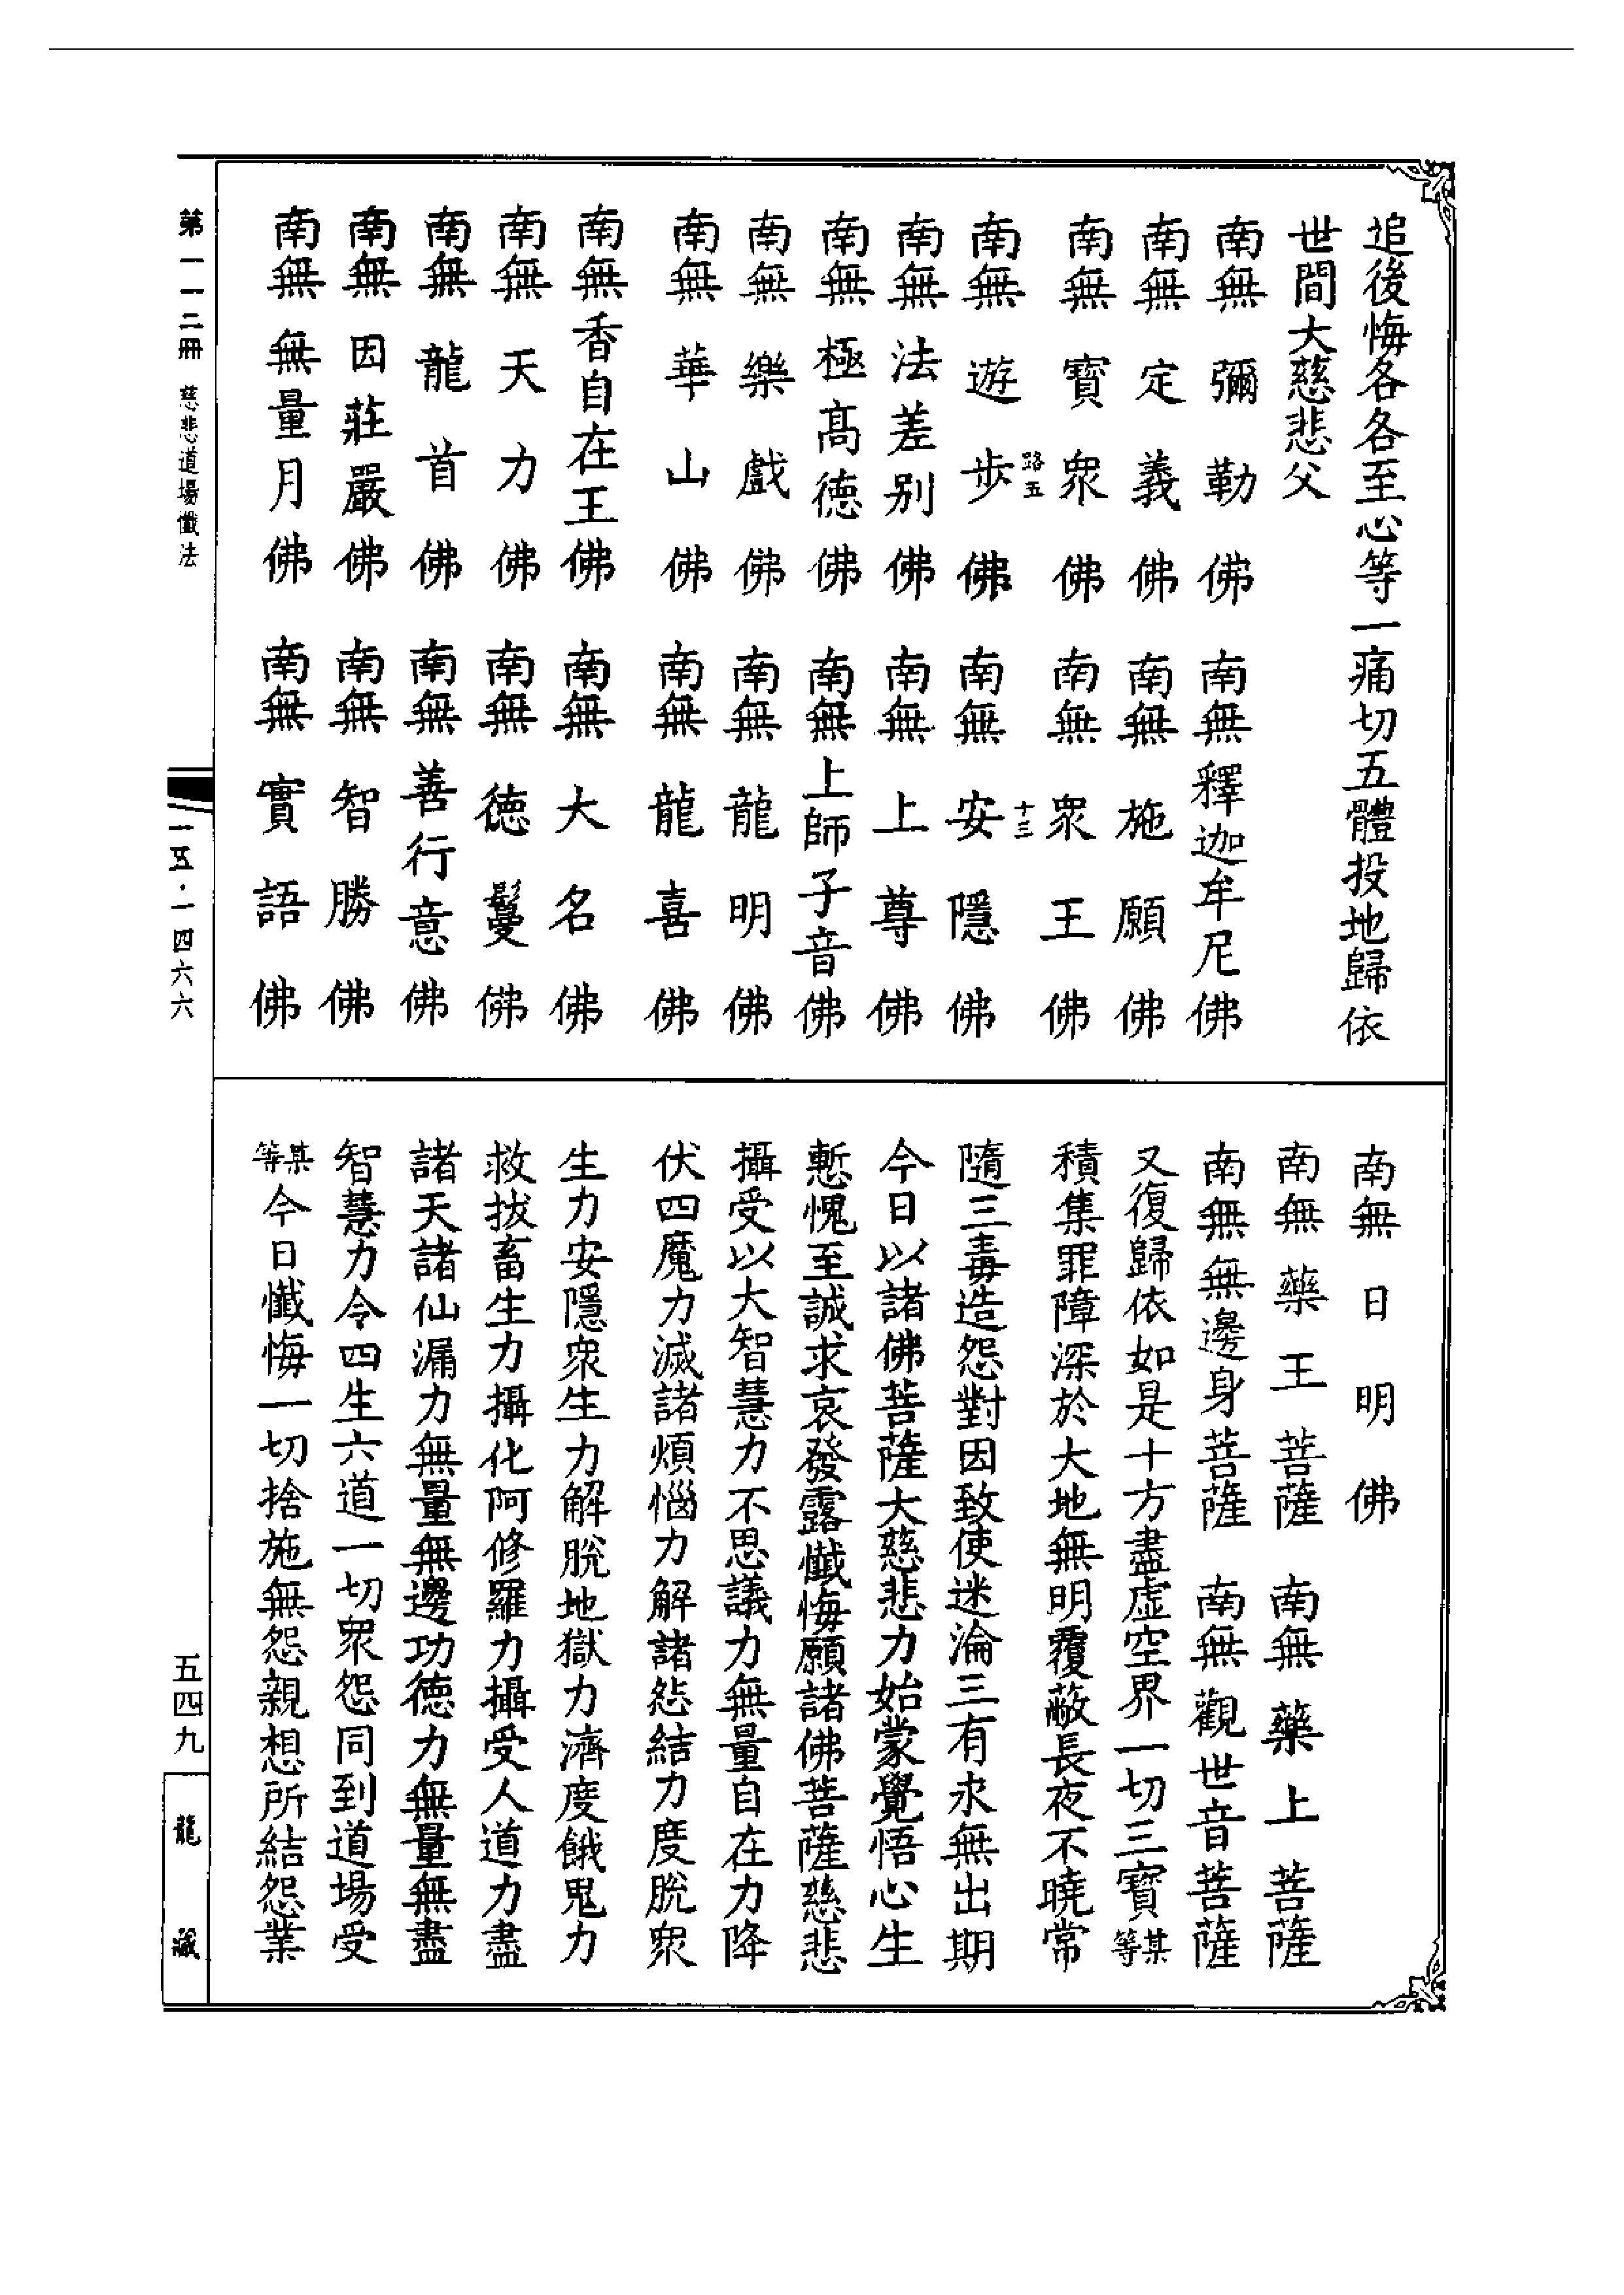 追後悔各各至心等一痛切五體投地歸依
世間大慈悲父
南無彌勒佛 南無釋迦牟尼佛
南無定義佛 南無施願佛
南無寶眾佛 南無眾王佛
路五 十三
南無遊步佛 南無安隱佛
南無法差別佛 南無上尊佛
南無極高德佛 南無上師子音佛
南無樂戲佛 南無龍明佛
南無華山佛 南無龍喜佛
南無香自在王佛 南無大名佛
南無天力佛 南無德鬘佛
南無龍首佛 南無善行意佛
南無因莊嚴佛 南無智勝佛
南無無量月佛 南無實語佛
南無日明佛
南無藥王菩薩 南無藥上菩薩
南無無邊身菩薩 南無觀世音菩薩
又復歸依如是十方盡虛空界一切三寶某等
積集罪障深於大地無明覆蔽長夜不曉常
隨三毒造怨對因致使迷淪三有永無出期
今日以諸佛菩薩大慈悲力始蒙覺悟心生
慙愧至誠求哀發露懺悔願諸佛菩薩慈悲
攝受以大智慧力不思議力無量自在力降
伏四魔力滅諸煩惱力解諸怨結力度脫眾
生力安隱眾生力解脫地獄力濟度餓鬼力
救拔畜生力攝化阿修羅力攝受人道力盡
諸天諸仙漏力無量無邊功德力無量無盡
智慧力令四生六道一切眾怨同到道場受
某等今日懺悔一切捨施無怨親想所結怨業
第一一二冊 慈悲道場懺法
一五·一四六六
五四九
龍藏